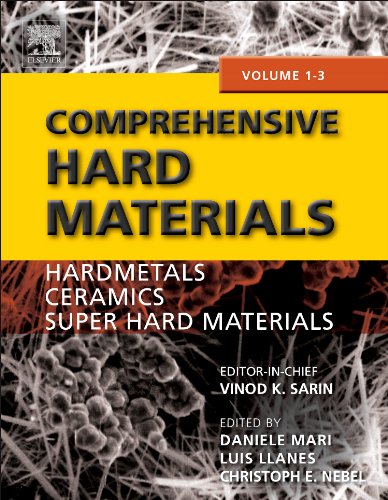 ELSEVIER
VOLUME 1-3
COMPREHENSIVE
HARD
MATERIALS
HARDMETALS
CERAMICS
SUPER HARD MATERIALS
EDITOR-IN-CHIEF
VINOD K. SARIN
EDITED BY
DANIELE MARI
LUIS LLANES
CHRISTOPH E. NEBEL